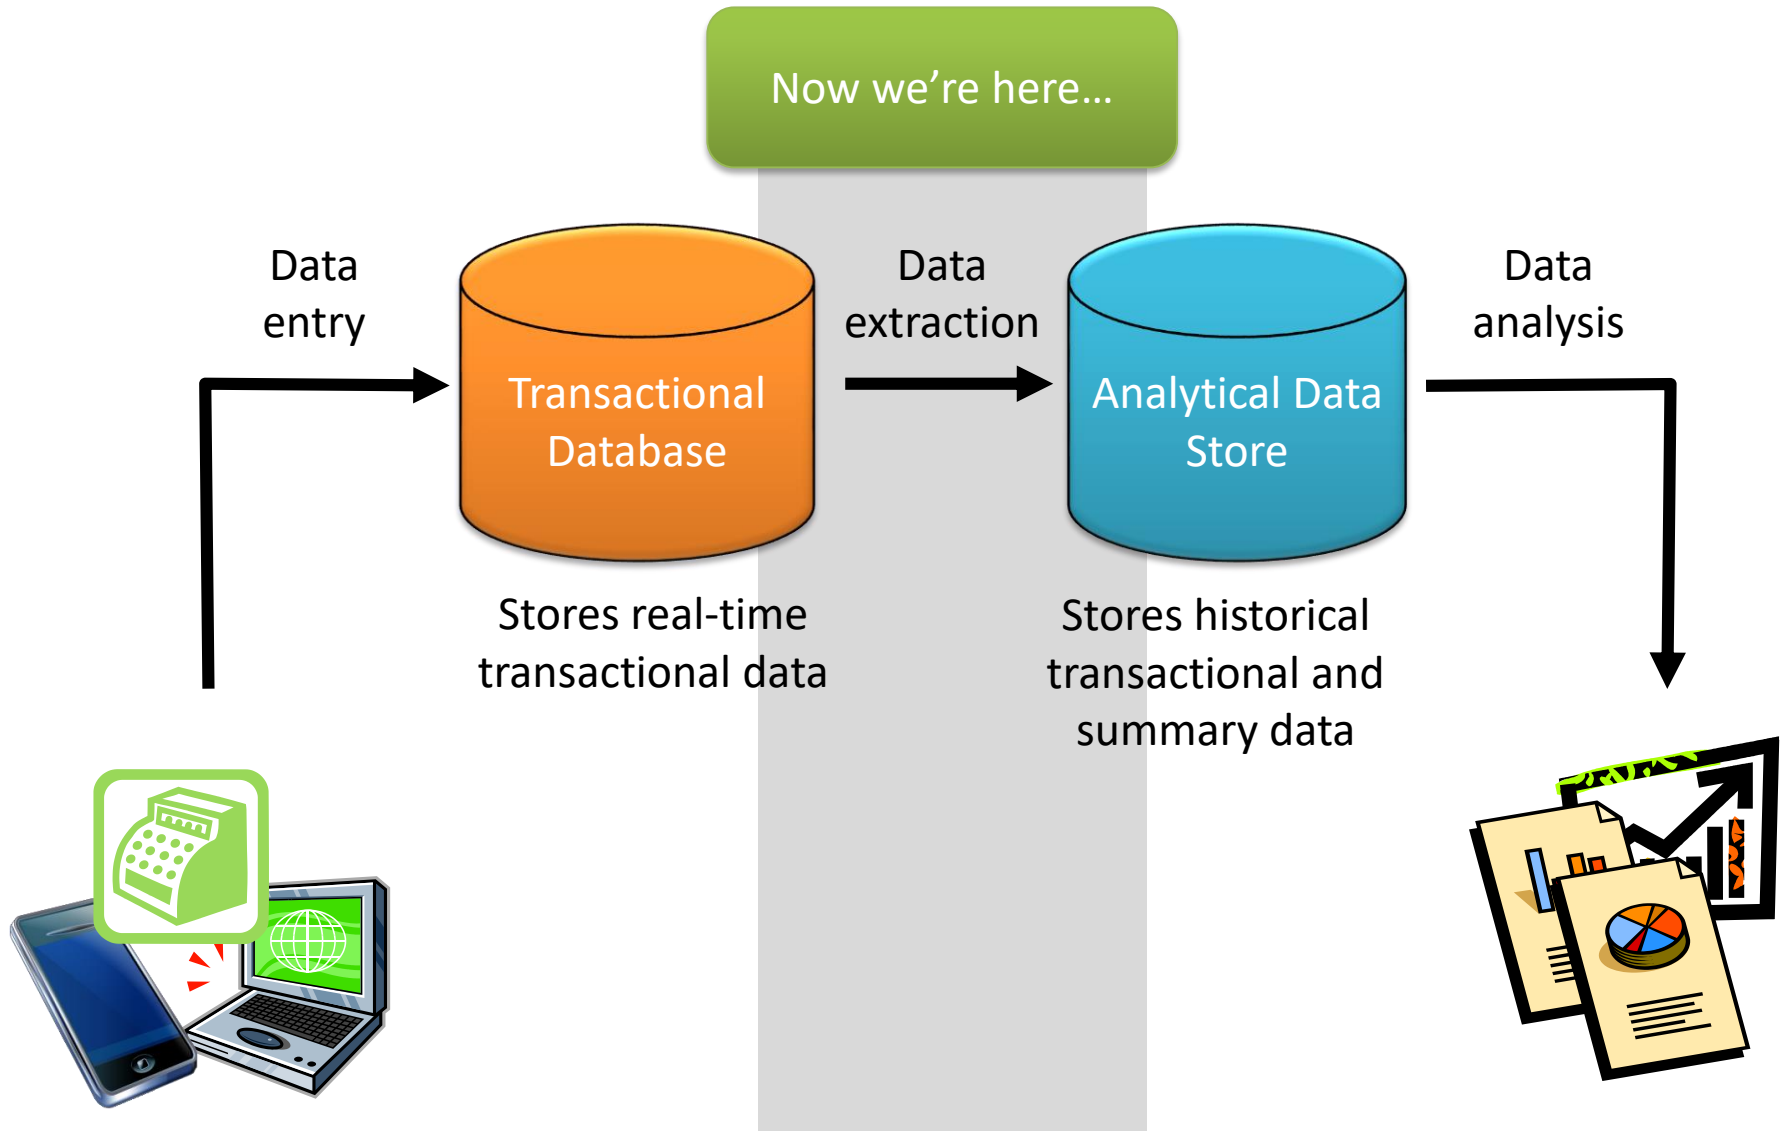 Now we’re here…
Data
entry
Transactional
Database
Stores real-time
transactional data
Data
extraction
Analytical Data
Store
Stores historical
transactional and
summary data
Data
analysis